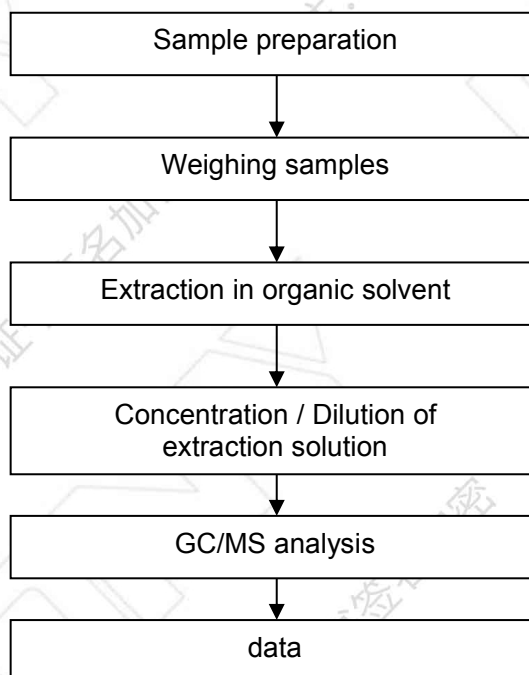 Sample preparation
Weighing samples
Extraction in organic solvent
Concentration / Dilution of
extraction solution
GC/MS analysis
data